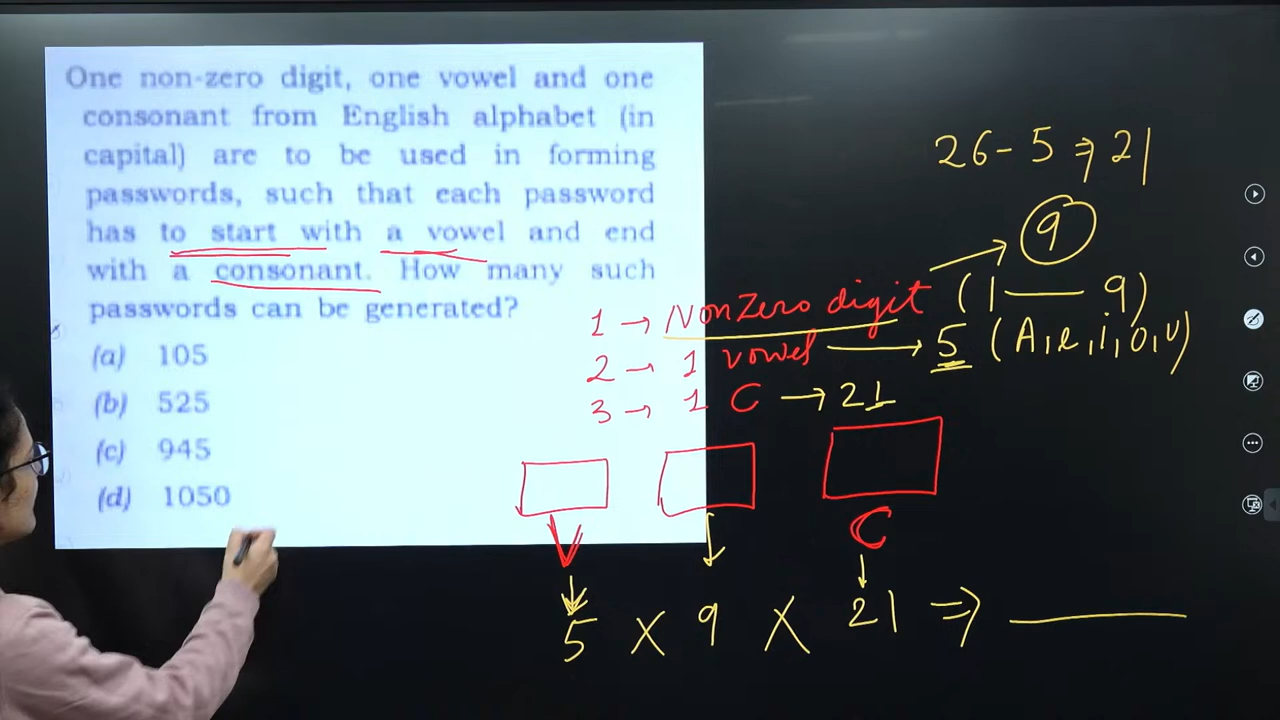 One non-zero digit, one vowel and one
consonant from English alphabet (in
capital) are to be used in forming
passwords, such that each password
has to start with a vowel and end
with a consonant. How many such
passwords can be generated?
(a) 105
(b) 525
(c) 945
(d) 1050
26 - 5 ⇒ 21
9
1 → Non Zero digit (1 — 9)
2 → 1 vowel → 5 (A, e, i, o, u)
3 → 1 C → 21
V C
5 X 9 X 21 ⇒